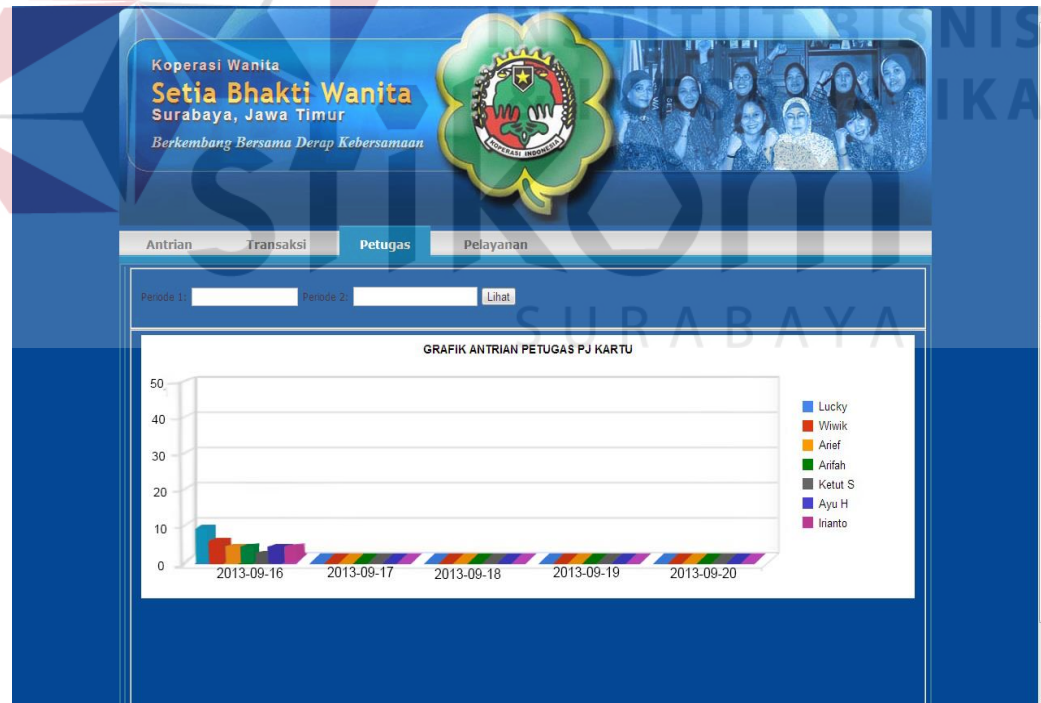 INSTITUT BISNIS
Koperasi Wanita
Setia Bhakti Wanita
Surabaya, Jawa Timur
Berkembang Bersama Derap Kebersamaan
KOPERASI INDONESIA
stikom
SURABAYA
Antrian Transaksi Petugas Pelayanan
Periode 1: Periode 2: Lihat
GRAFIK ANTRIAN PETUGAS PJ KARTU
50
40
30
20
10
0
2013-09-16 2013-09-17 2013-09-18 2013-09-19 2013-09-20
Lucky
Wiwik
Arief
Arifah
Ketut S
Ayu H
Irianto